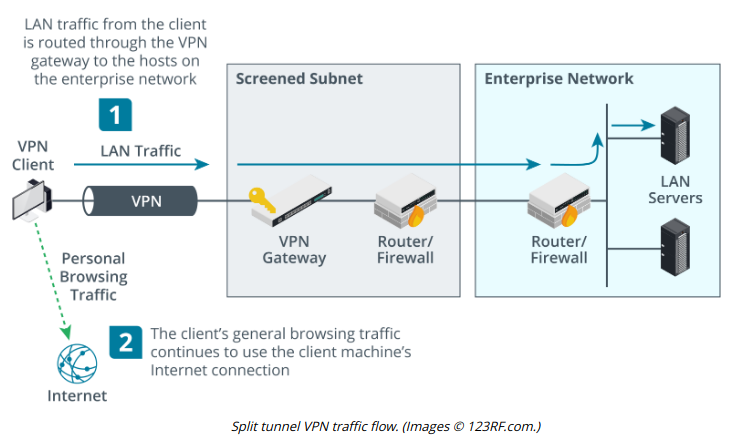 LAN traffic from the client
is routed through the VPN
gateway to the hosts on
the enterprise network
Screened Subnet
Enterprise Network
1
VPN
Client
LAN Traffic
VPN
LAN
Servers
VPN
Gateway
Router/
Firewall
Router/
Firewall
Personal
Browsing
Traffic
2
The client's general browsing traffic
continues to use the client machine's
Internet connection
Internet
Split tunnel VPN traffic flow. (Images © 123RF.com.)